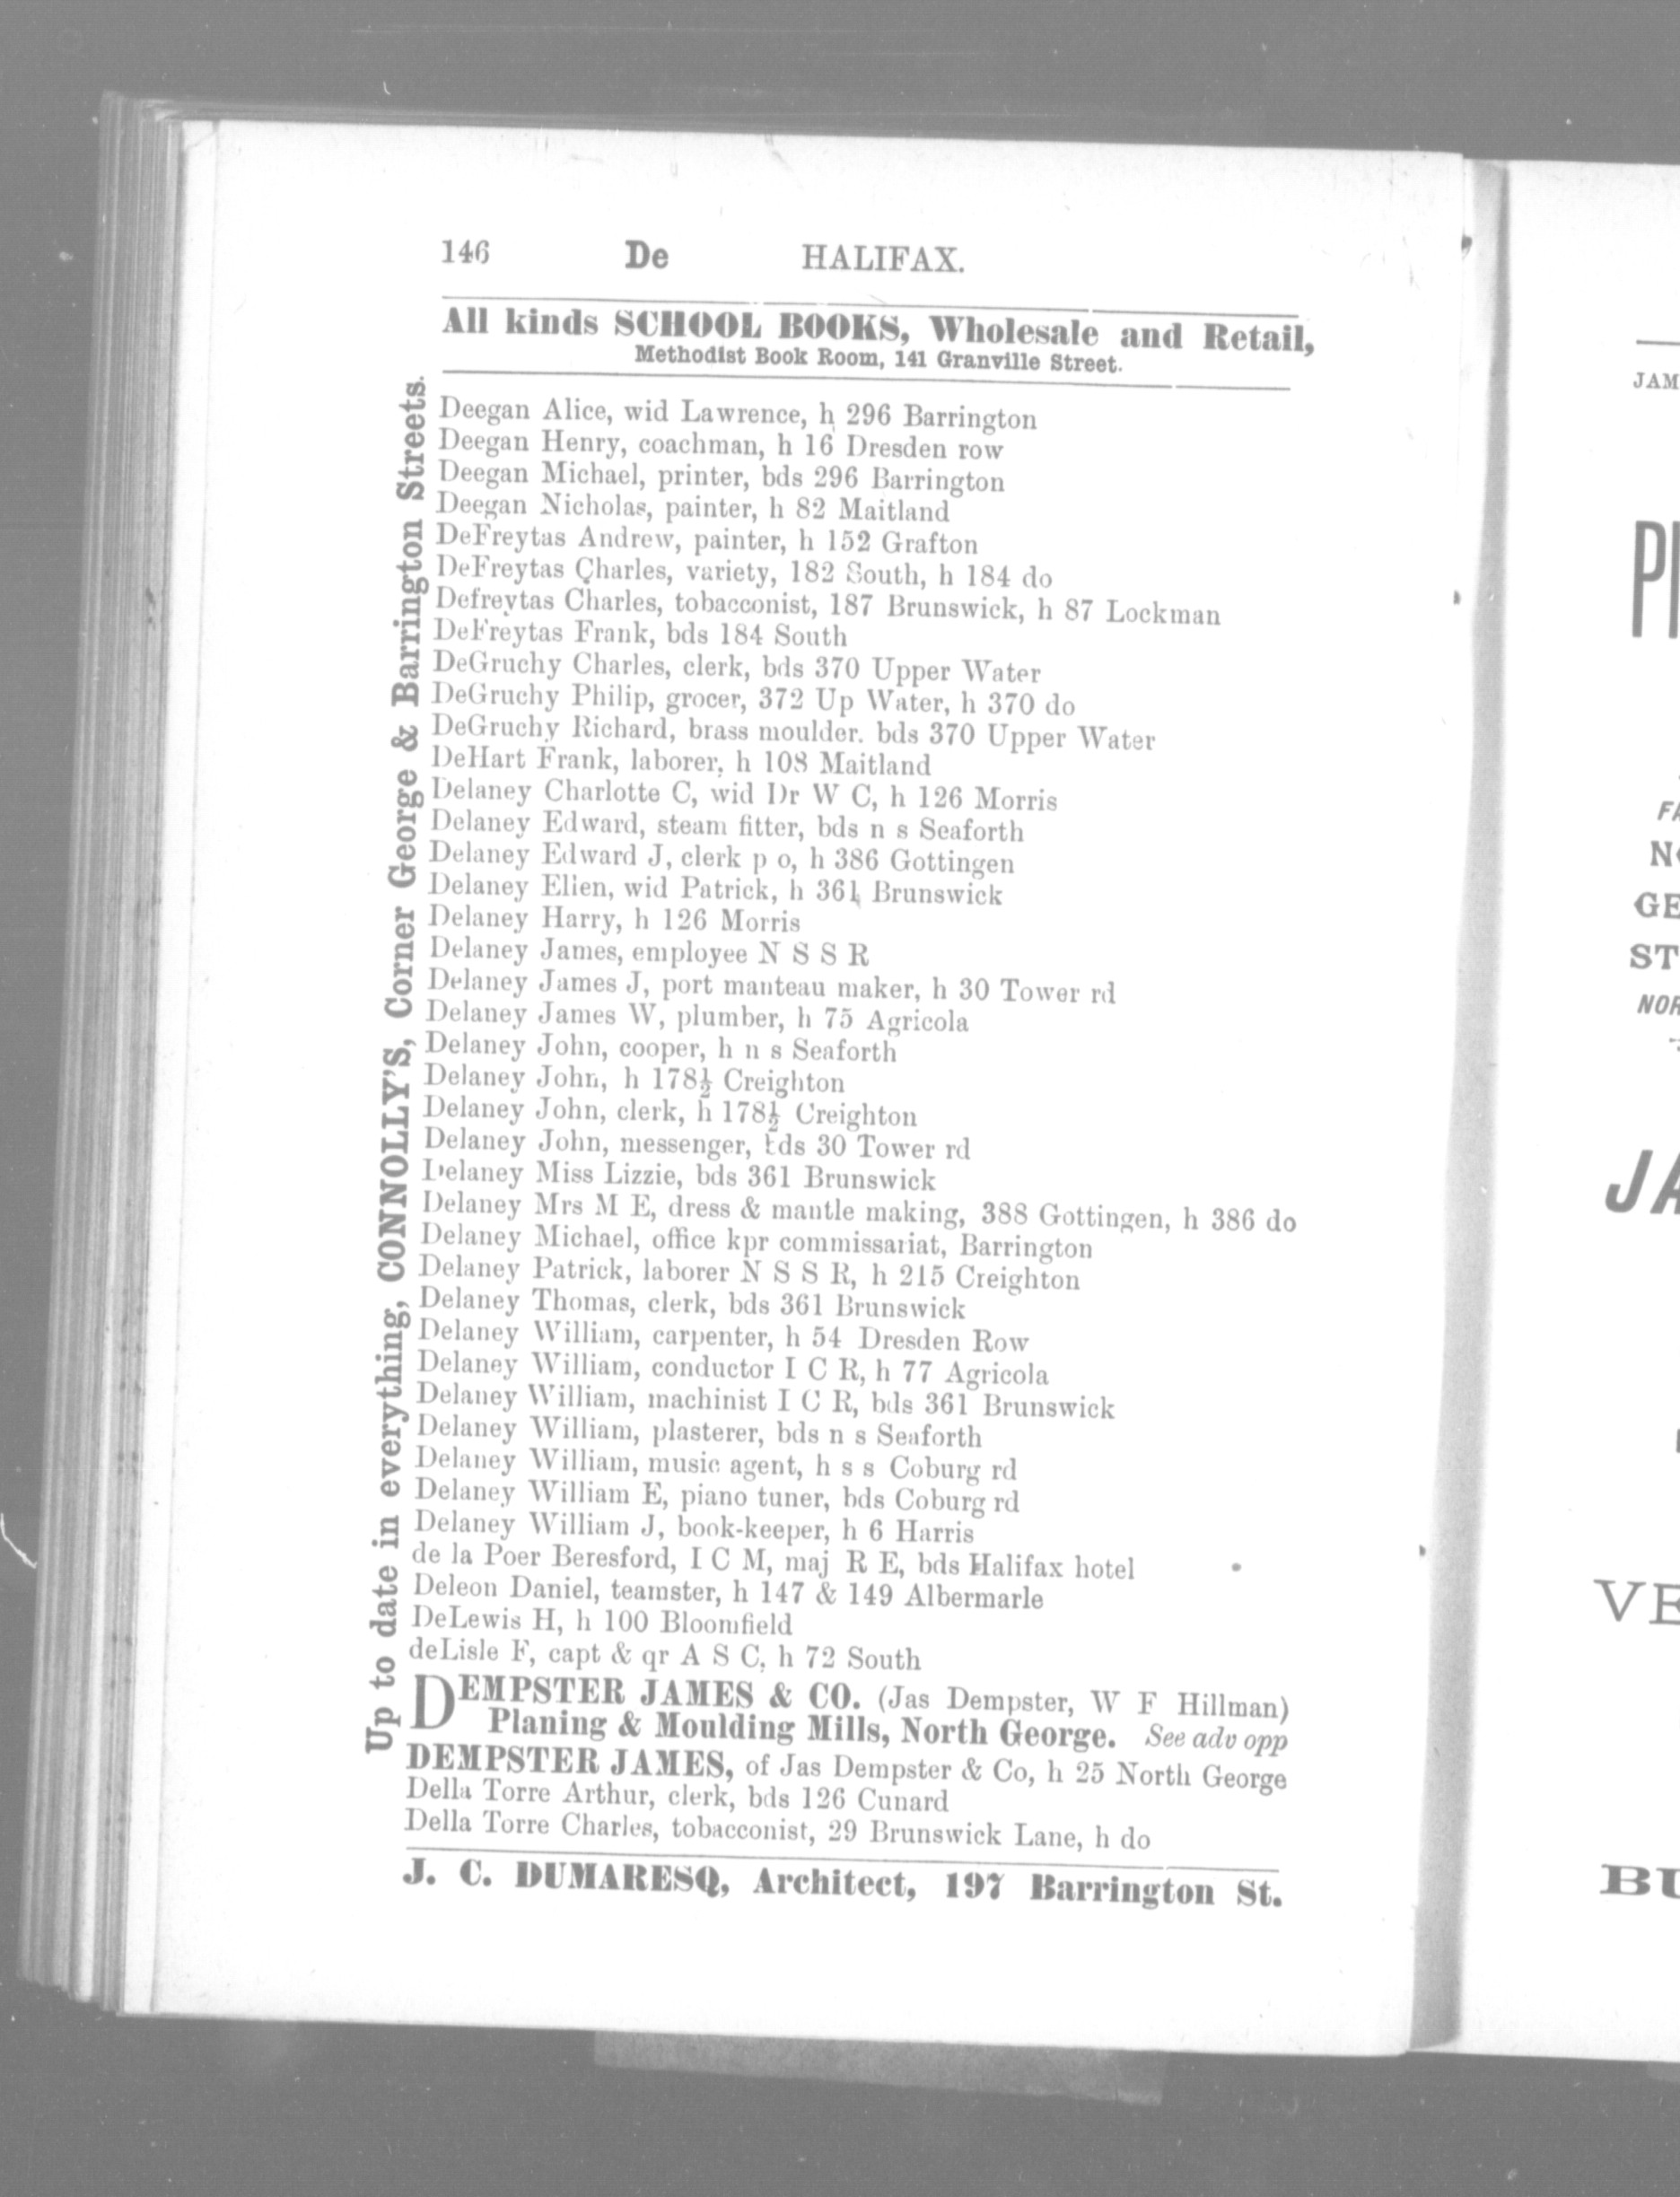 146 De HALIFAX.
All kinds SCHOOL BOOKS, Wholesale and Retail,
Methodist Book Room, 141 Granville Street.
Up to date in everything, CONNOLLY'S, Corner George & Barrington Streets.
Deegan Alice, wid Lawrence, h 296 Barrington
Deegan Henry, coachman, h 16 Dresden row
Deegan Michael, printer, bds 296 Barrington
Deegan Nicholas, painter, h 82 Maitland
DeFreytas Andrew, painter, h 152 Grafton
DeFreytas Charles, variety, 182 South, h 184 do
Defreytas Charles, tobacconist, 187 Brunswick, h 87 Lockman
DeFreytas Frank, bds 184 South
DeGruchy Charles, clerk, bds 370 Upper Water
DeGruchy Philip, grocer, 372 Up Water, h 370 do
DeGruchy Richard, brass moulder. bds 370 Upper Water
DeHart Frank, laborer, h 108 Maitland
Delaney Charlotte C, wid Dr W C, h 126 Morris
Delaney Edward, steam fitter, bds n s Seaforth
Delaney Edward J, clerk p o, h 386 Gottingen
Delaney Ellen, wid Patrick, h 361 Brunswick
Delaney Harry, h 126 Morris
Delaney James, employee N S S R
Delaney James J, port manteau maker, h 30 Tower rd
Delaney James W, plumber, h 75 Agricola
Delaney John, cooper, h n s Seaforth
Delaney John, h 178½ Creighton
Delaney John, clerk, h 178½ Creighton
Delaney John, messenger, bds 30 Tower rd
Delaney Miss Lizzie, bds 361 Brunswick
Delaney Mrs M E, dress & mantle making, 388 Gottingen, h 386 do
Delaney Michael, office kpr commissariat, Barrington
Delaney Patrick, laborer N S S R, h 215 Creighton
Delaney Thomas, clerk, bds 361 Brunswick
Delaney William, carpenter, h 54 Dresden Row
Delaney William, conductor I C R, h 77 Agricola
Delaney William, machinist I C R, bds 361 Brunswick
Delaney William, plasterer, bds n s Seaforth
Delaney William, music agent, h s s Coburg rd
Delaney William E, piano tuner, bds Coburg rd
Delaney William J, book-keeper, h 6 Harris
de la Poer Beresford, I C M, maj R E, bds Halifax hotel
Deleon Daniel, teamster, h 147 & 149 Albermarle
DeLewis H, h 100 Bloomfield
deLisle F, capt & qr A S C, h 72 South
DEMPSTER JAMES & CO. (Jas Dempster, W F Hillman)
Planing & Moulding Mills, North George. See adv opp
DEMPSTER JAMES, of Jas Dempster & Co, h 25 North George
Della Torre Arthur, clerk, bds 126 Cunard
Della Torre Charles, tobacconist, 29 Brunswick Lane, h do
J. C. DUMARESQ, Architect, 197 Barrington St.